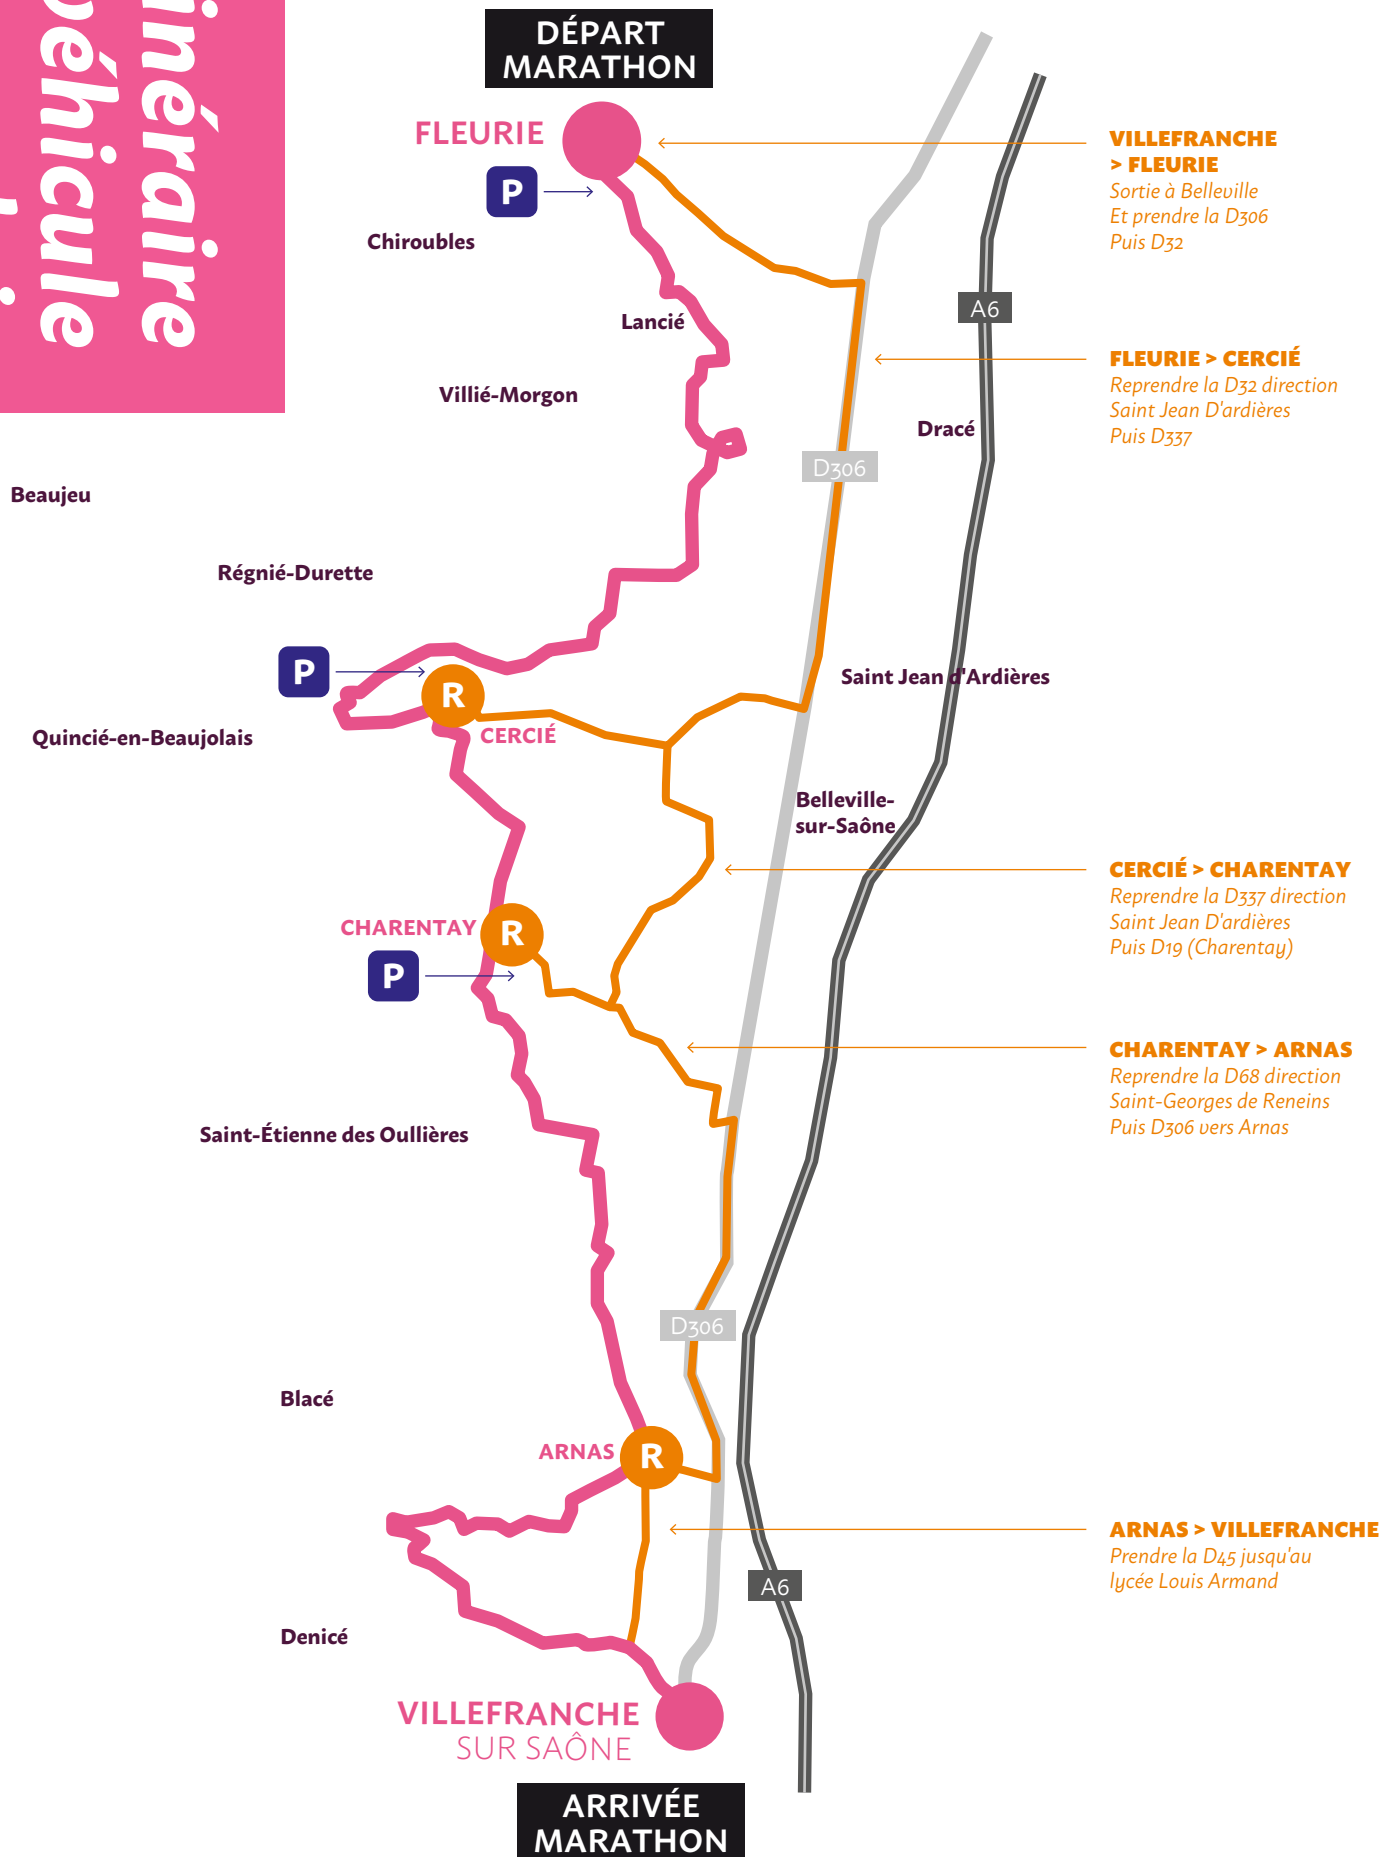 inéraire
éhicule
DÉPART
MARATHON
FLEURIE
P
Chiroubles
Lancié
Villié-Morgon
Beaujeu
Régnié-Durette
P
R
CERCIÉ
Quincié-en-Beaujolais
CHARENTAY
R
P
Saint-Étienne des Oullières
Blacé
ARNAS
R
Denicé
VILLEFRANCHE
SUR SAÔNE
ARRIVÉE
MARATHON
A6
Dracé
D306
Saint Jean d'Ardières
Belleville-
sur-Saône
D306
A6
VILLEFRANCHE
> FLEURIE
Sortie à Belleville
Et prendre la D306
Puis D32
FLEURIE > CERCIÉ
Reprendre la D32 direction
Saint Jean D'ardières
Puis D337
CERCIÉ > CHARENTAY
Reprendre la D337 direction
Saint Jean D'ardières
Puis D19 (Charentay)
CHARENTAY > ARNAS
Reprendre la D68 direction
Saint-Georges de Reneins
Puis D306 vers Arnas
ARNAS > VILLEFRANCHE
Prendre la D45 jusqu'au
lycée Louis Armand